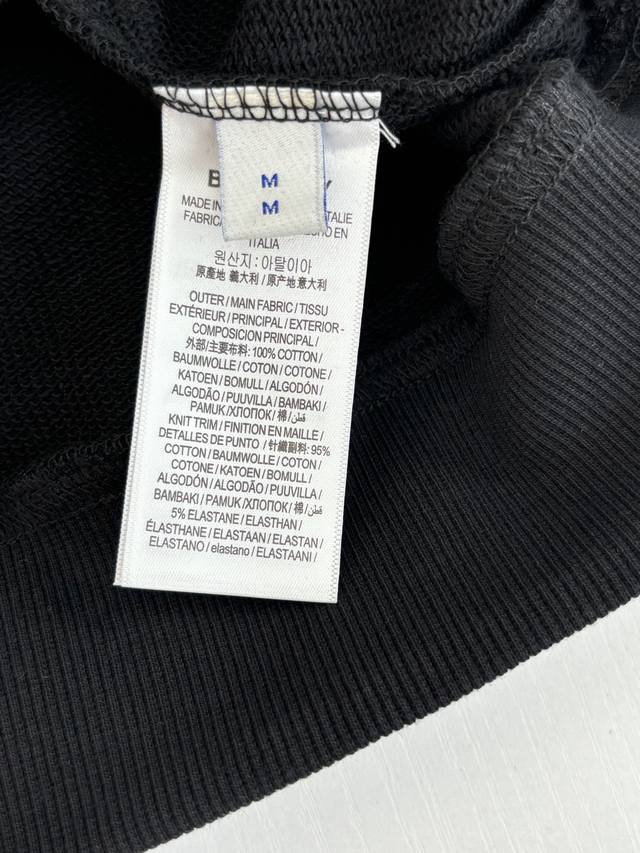 M
M
MADE IN
ITALIA
원산지 : 아탈이아
原產地 義大利 / 原产地 意大利
OUTER / MAIN FABRIC / TISSU
EXTÉRIEUR / PRINCIPAL / EXTERIOR -
COMPOSICION PRINCIPAL /
外部/主要布料: 100% COTTON /
BAUMWOLLE / COTON / COTONE /
KATOEN / BOMULL / ALGODÓN /
ALGODÃO / PUUVILLA / BAMBAKI /
PAMUK / ХЛОПОК / 棉 / قطن
KNIT TRIM / FINITION EN MAILLE /
DETALLES DE PUNTO / 針織副料: 95%
COTTON / BAUMWOLLE / COTON /
COTONE / KATOEN / BOMULL /
ALGODÓN / ALGODÃO / PUUVILLA /
BAMBAKI / PAMUK / ХЛОПОК / 棉 / قطن
5% ELASTANE / ELASTHAN /
ÉLASTHANE / ELASTAAN / ELASTAN /
ELASTANO / elastano / ELASTAANI /